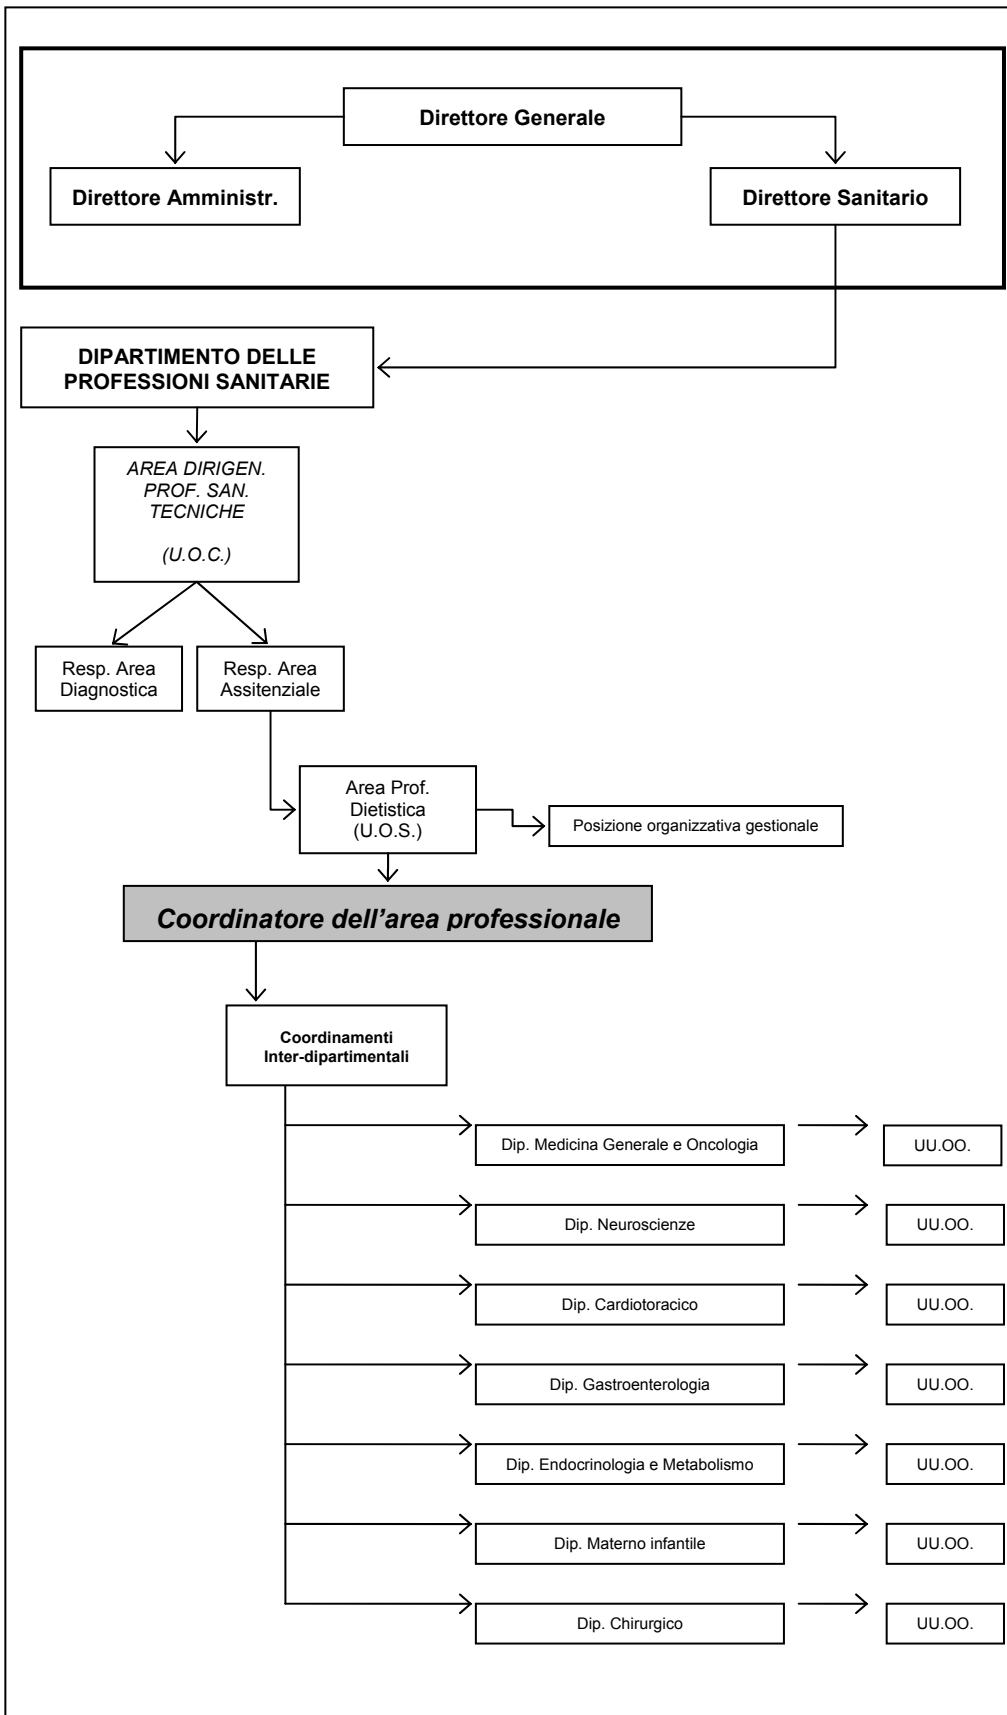 Direttore Generale
Direttore Amministr.
Direttore Sanitario
DIPARTIMENTO DELLE
PROFESSIONI SANITARIE
AREA DIRIGEN.
PROF. SAN.
TECNICHE
(U.O.C.)
Resp. Area
Diagnostica
Resp. Area
Assitenziale
Area Prof.
Dietistica
(U.O.S.)
Posizione organizzativa gestionale
Coordinatore dell’area professionale
Coordinamenti
Inter-dipartimentali
Dip. Medicina Generale e Oncologia
UU.OO.
Dip. Neuroscienze
UU.OO.
Dip. Cardiotoracico
UU.OO.
Dip. Gastroenterologia
UU.OO.
Dip. Endocrinologia e Metabolismo
UU.OO.
Dip. Materno infantile
UU.OO.
Dip. Chirurgico
UU.OO.